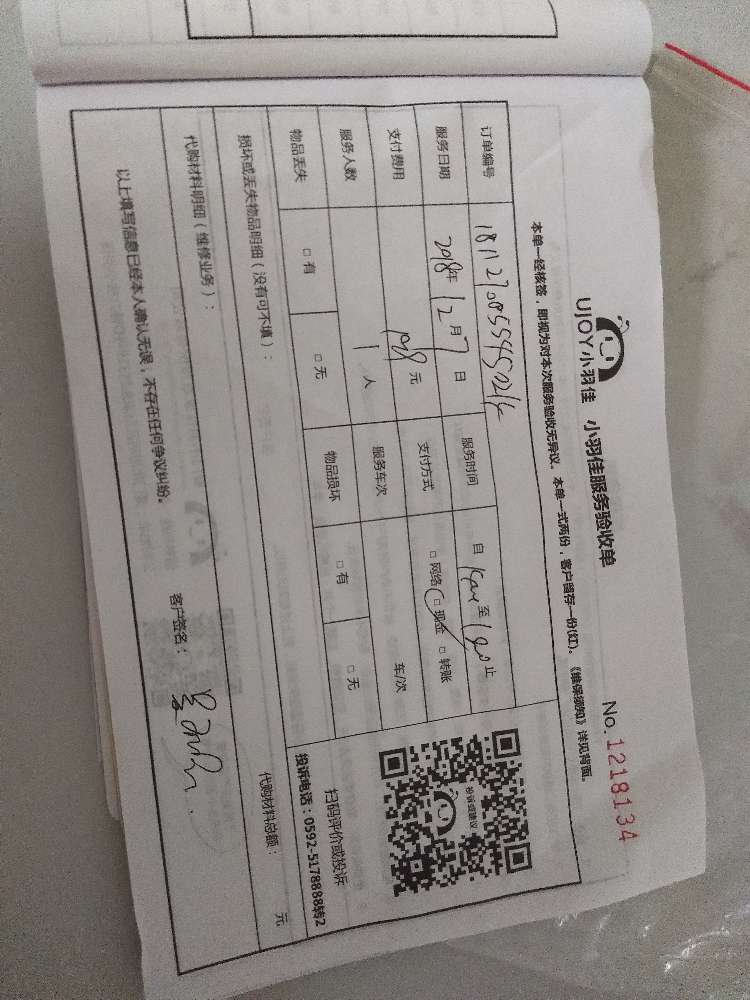 UJOY小羽佳 小羽佳服务验收单 No. 1218134
本单一经核签，即视为对本次服务验收无异议。本单一式两份，客户留存一份(红)。《维保须知》详见背面。
订单编号 服务时间 自 至 止
服务日期 2018年 12月 7日 支付方式 □ 网络 □ 现金 □ 转账
支付费用 元 服务车次 车/次
服务人数 1 人 物品损坏 □ 有 □ 无
物品丢失 □ 有 □ 无
投诉或建议
扫码评价或投诉
投诉电话：0592-5178888转2
损坏或丢失物品明细（没有可不填）：
代购材料明细（维修业务）： 代购材料总额： 元
以上填写信息已经本人确认无误，不存在任何争议纠纷。 客户签名：